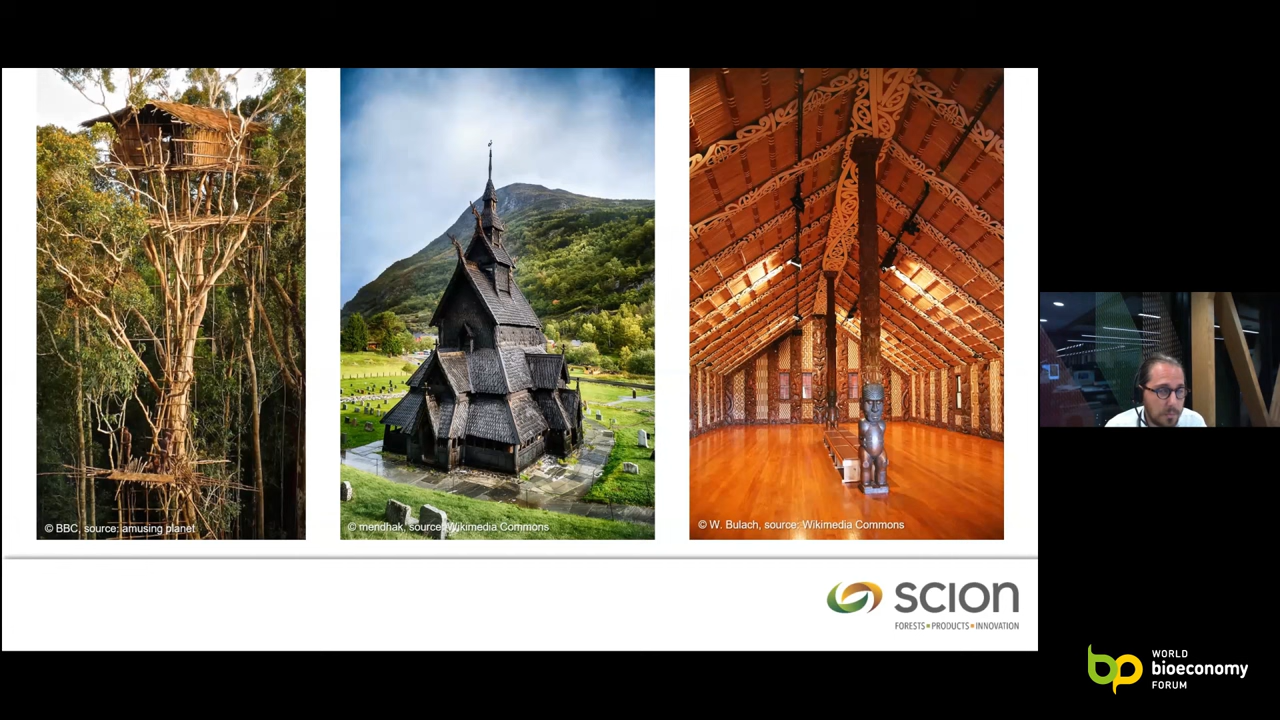 © BBC, source: amusing planet
© mendhak, source: Wikimedia Commons
© W. Bulach, source: Wikimedia Commons
SCION
FORESTS▪PRODUCTS▪INNOVATION
WORLD
bioeconomy
FORUM